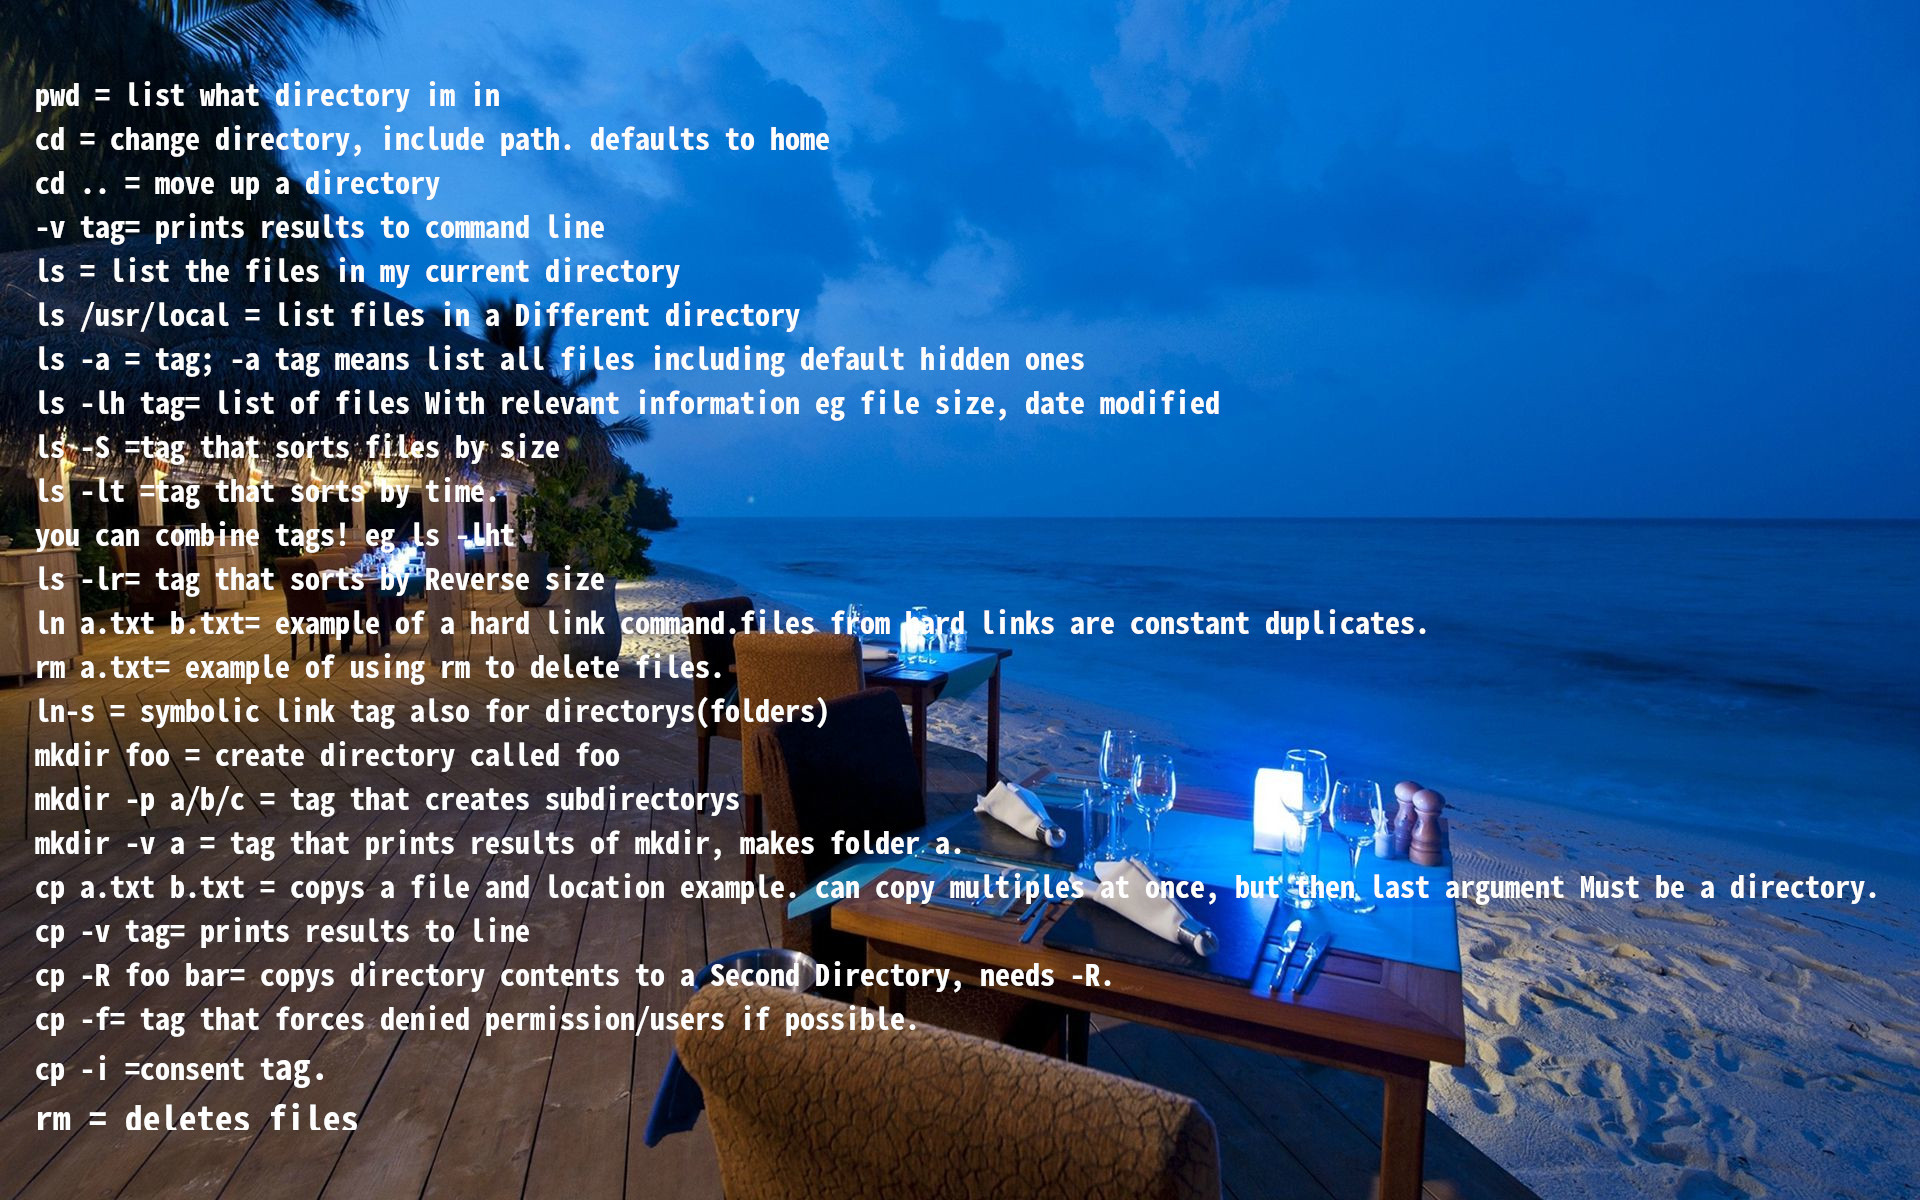 pwd = list what directory im in
cd = change directory, include path. defaults to home
cd .. = move up a directory
-v tag= prints results to command line
ls = list the files in my current directory
ls /usr/local = list files in a Different directory
ls -a = tag; -a tag means list all files including default hidden ones
ls -lh tag= list of files With relevant information eg file size, date modified
ls -S =tag that sorts files by size
ls -lt =tag that sorts by time.
you can combine tags! eg ls -lht
ls -lr= tag that sorts by Reverse size
ln a.txt b.txt= example of a hard link command.files from hard links are constant duplicates.
rm a.txt= example of using rm to delete files.
ln-s = symbolic link tag also for directorys(folders)
mkdir foo = create directory called foo
mkdir -p a/b/c = tag that creates subdirectorys
mkdir -v a = tag that prints results of mkdir, makes folder a.
cp a.txt b.txt = copys a file and location example. can copy multiples at once, but then last argument Must be a directory.
cp -v tag= prints results to line
cp -R foo bar= copys directory contents to a Second Directory, needs -R.
cp -f= tag that forces denied permission/users if possible.
cp -i =consent tag.
rm = deletes files